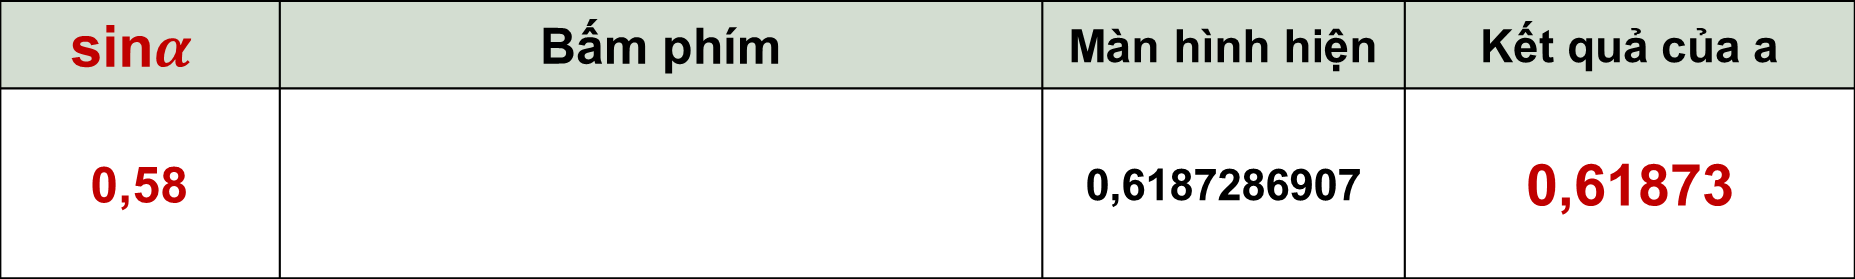 sin𝛼
Bấm phím
Màn hình hiện
Kết quả của a
0,58
0,6187286907
0,61873